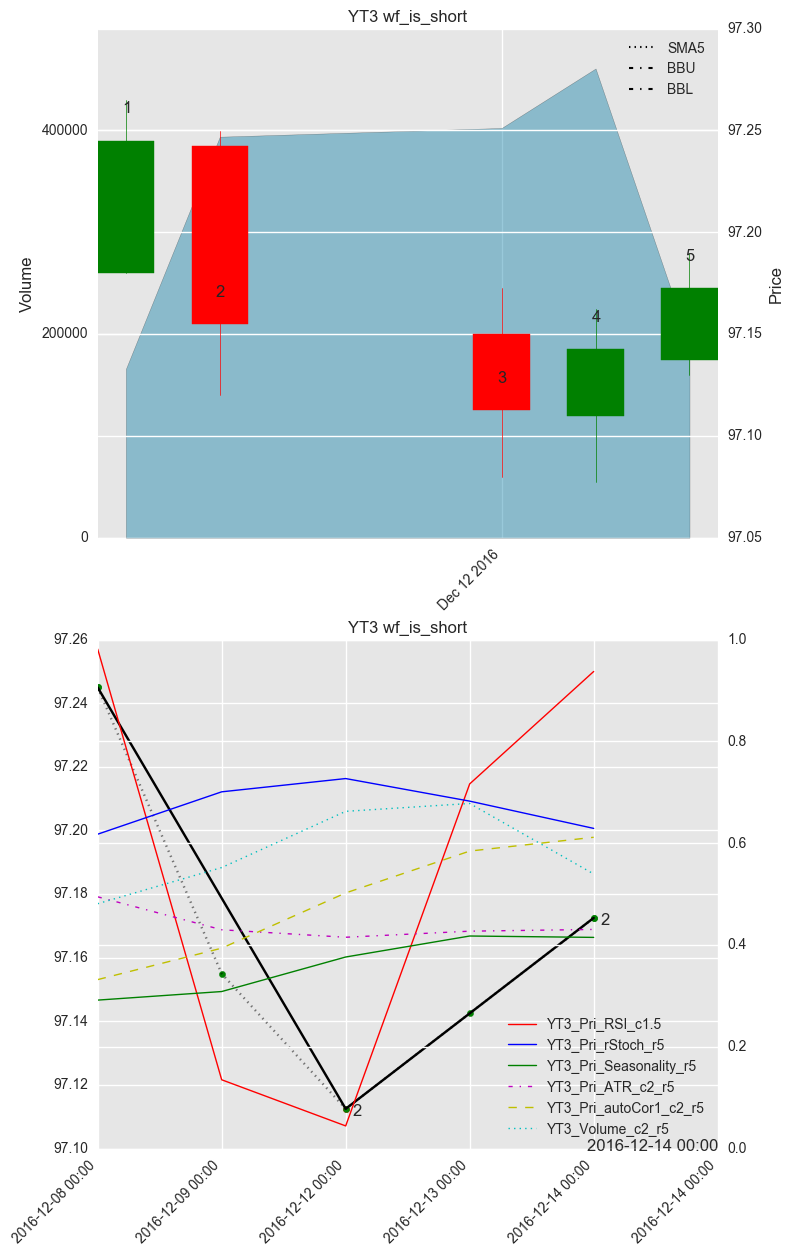 YT3 wf_is_short
97.30
SMA5
BBU
BBL
1
400000
97.25
97.20
5
Volume
Price
2
4
200000
97.15
3
97.10
0
97.05
Dec 12 2016
YT3 wf_is_short
97.26
1.0
97.24
0.8
97.22
97.20
0.6
97.18
2
97.16
0.4
97.14
YT3_Pri_RSI_c1.5
YT3_Pri_rStoch_r5
0.2
YT3_Pri_Seasonality_r5
97.12
YT3_Pri_ATR_c2_r5
2
YT3_Pri_autoCor1_c2_r5
YT3_Volume_c2_r5
2016-12-14 00:00
97.10
0.0
2016-12-08 00:00
2016-12-09 00:00
2016-12-12 00:00
2016-12-13 00:00
2016-12-14 00:00
2016-12-14 00:00